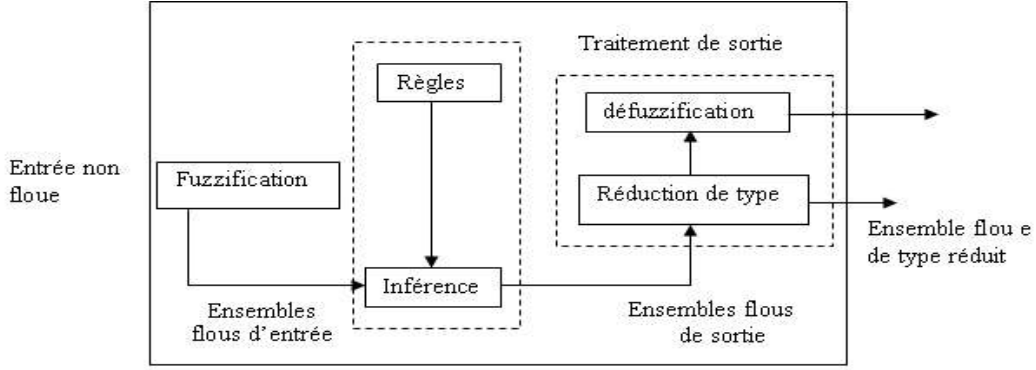 Traitement de sortie
Règles
défuzzification
Entrée non
floue
Fuzzification
Réduction de type
Ensemble flou e
de type réduit
Inférence
Ensembles
flous d'entrée
Ensembles flous
de sortie